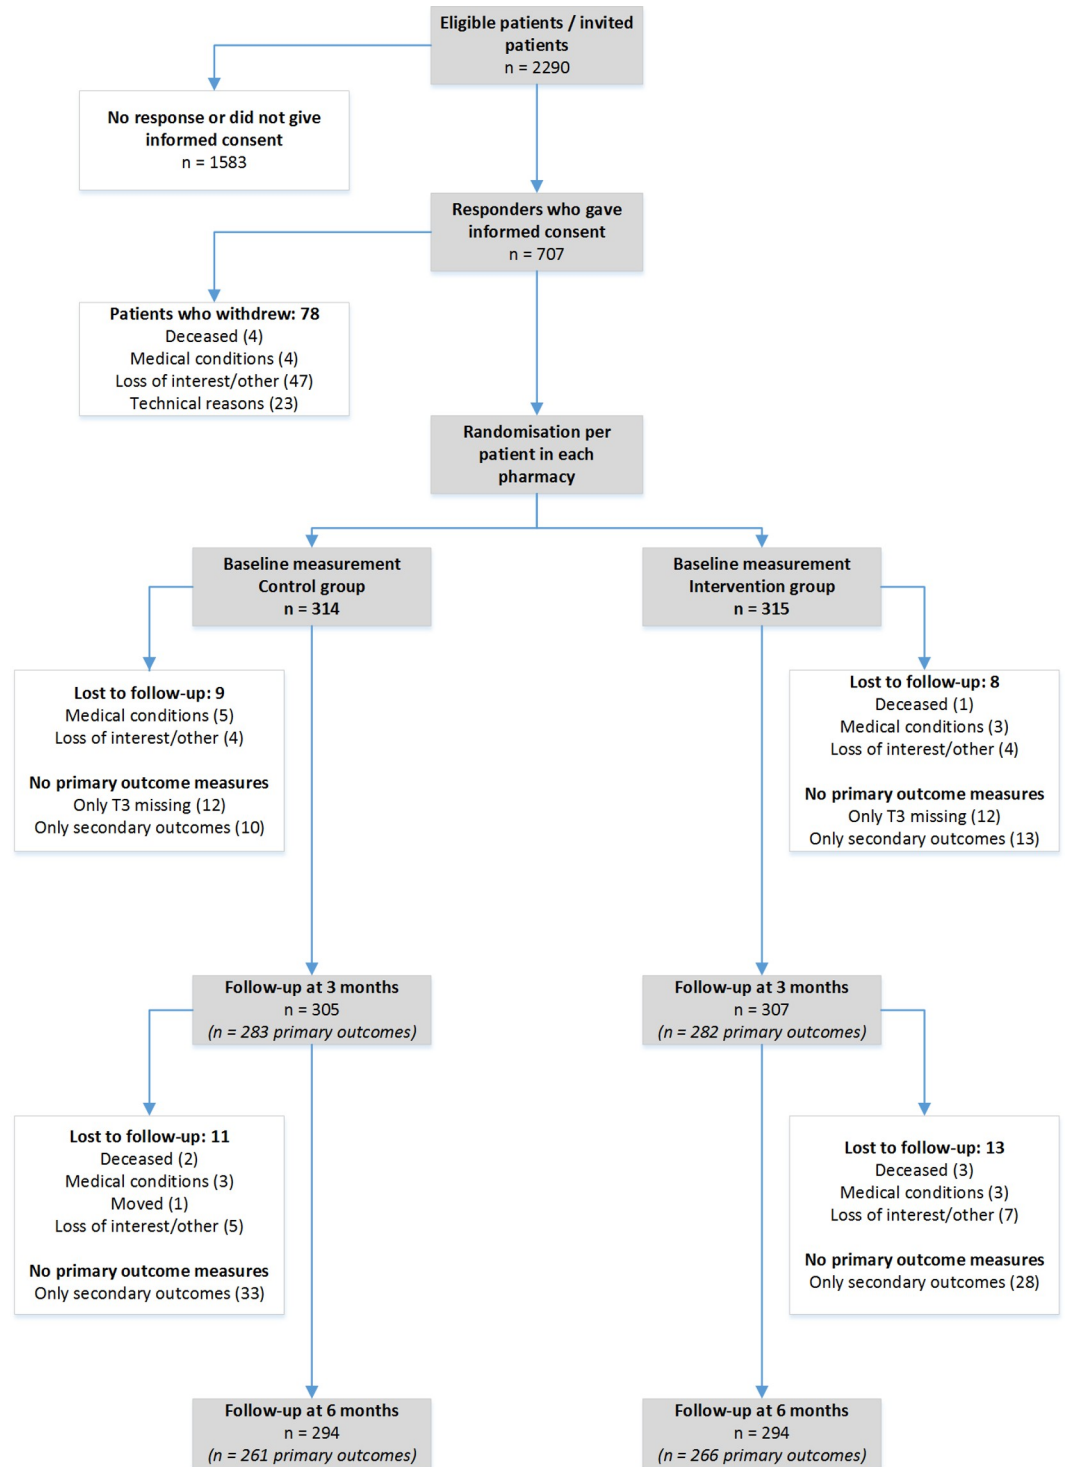 Eligible patients / invited
patients
n = 2290
No response or did not give
informed consent
n = 1583
Responders who gave
informed consent
n = 707
Patients who withdrew: 78
Deceased (4)
Medical conditions (4)
Loss of interest/other (47)
Technical reasons (23)
Randomisation per
patient in each
pharmacy
Baseline measurement
Control group
n = 314
Baseline measurement
Intervention group
n = 315
Lost to follow-up: 9
Medical conditions (5)
Loss of interest/other (4)
No primary outcome measures
Only T3 missing (12)
Only secondary outcomes (10)
Lost to follow-up: 8
Deceased (1)
Medical conditions (3)
Loss of interest/other (4)
No primary outcome measures
Only T3 missing (12)
Only secondary outcomes (13)
Follow-up at 3 months
n = 305
(n = 283 primary outcomes)
Follow-up at 3 months
n = 307
(n = 282 primary outcomes)
Lost to follow-up: 11
Deceased (2)
Medical conditions (3)
Moved (1)
Loss of interest/other (5)
No primary outcome measures
Only secondary outcomes (33)
Lost to follow-up: 13
Deceased (3)
Medical conditions (3)
Loss of interest/other (7)
No primary outcome measures
Only secondary outcomes (28)
Follow-up at 6 months
n = 294
(n = 261 primary outcomes)
Follow-up at 6 months
n = 294
(n = 266 primary outcomes)